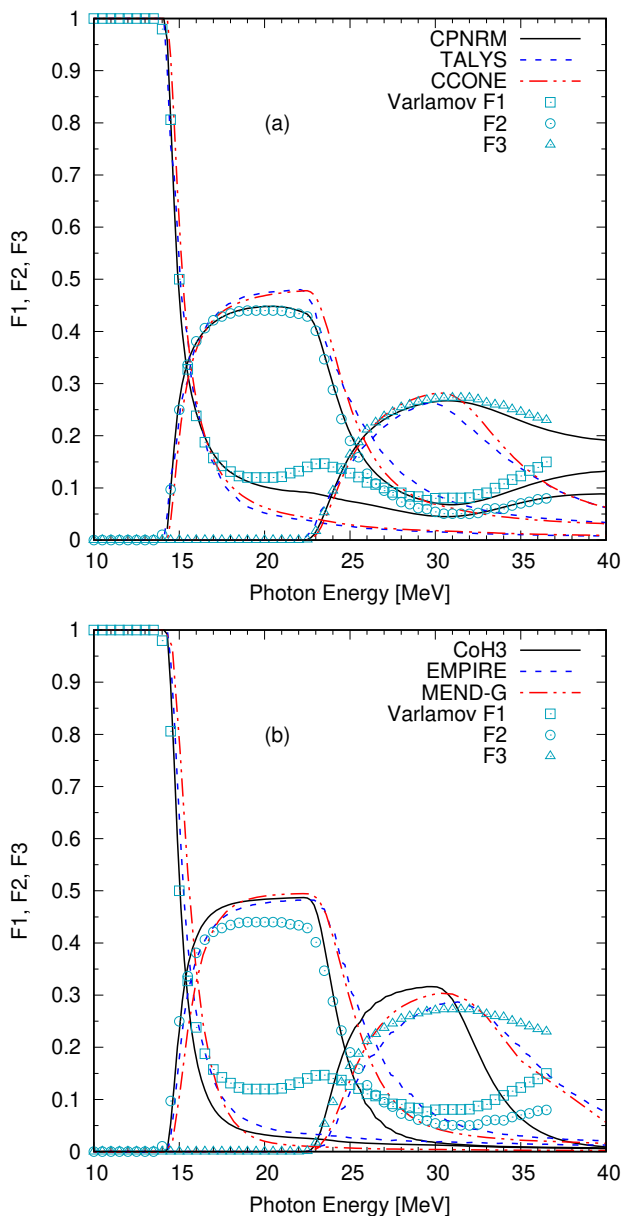 CPNRM
TALYS
CCONE
Varlamov F1
F2
F3
(a)
F1, F2, F3
1
0.9
0.8
0.7
0.6
0.5
0.4
0.3
0.2
0.1
0
10 15 20 25 30 35 40
Photon Energy [MeV]
CoH3
EMPIRE
MEND-G
Varlamov F1
F2
F3
(b)
F1, F2, F3
1
0.9
0.8
0.7
0.6
0.5
0.4
0.3
0.2
0.1
0
10 15 20 25 30 35 40
Photon Energy [MeV]